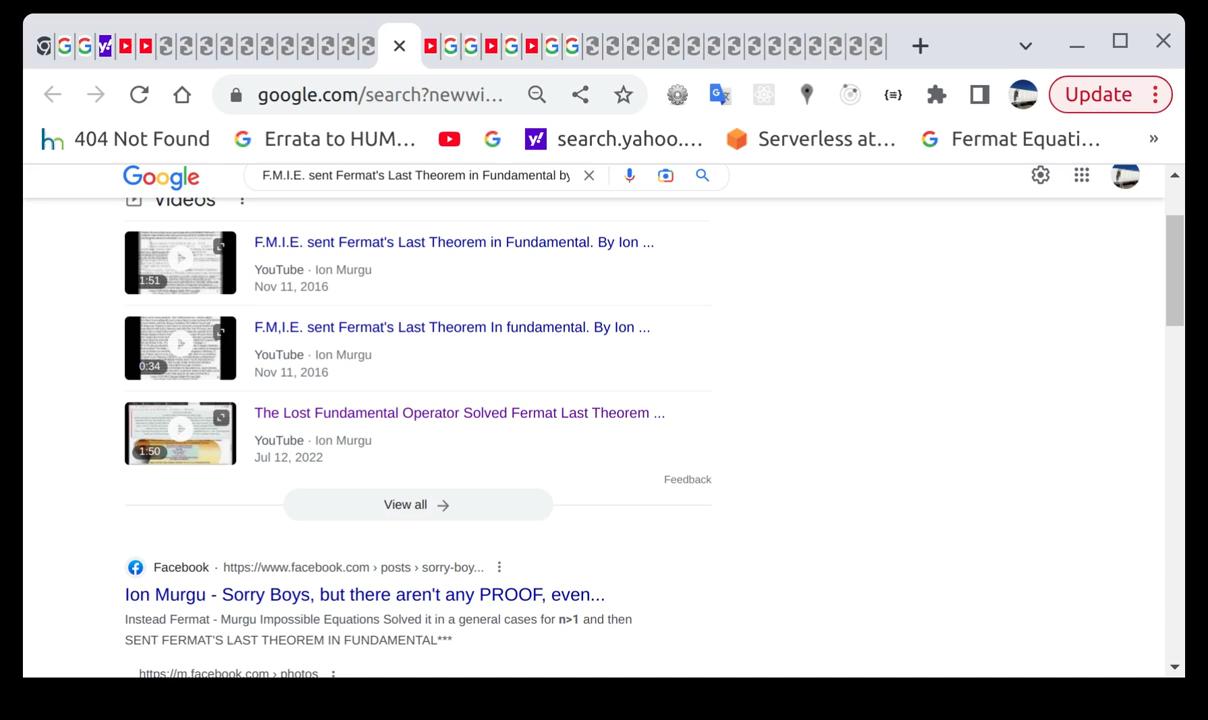 google.com/search?newwi...
Update
404 Not Found
Errata to HUM...
search.yahoo....
Serverless at...
Fermat Equati...
»
Google
F.M.I.E. sent Fermat's Last Theorem in Fundamental by
Videos
F.M.I.E. sent Fermat's Last Theorem in Fundamental. By Ion ...
YouTube · Ion Murgu
Nov 11, 2016
1:51
F.M,I.E. sent Fermat's Last Theorem In fundamental. By Ion ...
YouTube · Ion Murgu
Nov 11, 2016
0:34
The Lost Fundamental Operator Solved Fermat Last Theorem ...
YouTube · Ion Murgu
Jul 12, 2022
1:50
Feedback
View all
Facebook · https://www.facebook.com › posts › sorry-boy...
Ion Murgu - Sorry Boys, but there aren't any PROOF, even...
Instead Fermat - Murgu Impossible Equations Solved it in a general cases for n>1 and then
SENT FERMAT'S LAST THEOREM IN FUNDAMENTAL***
https://m.facebook.com › photos